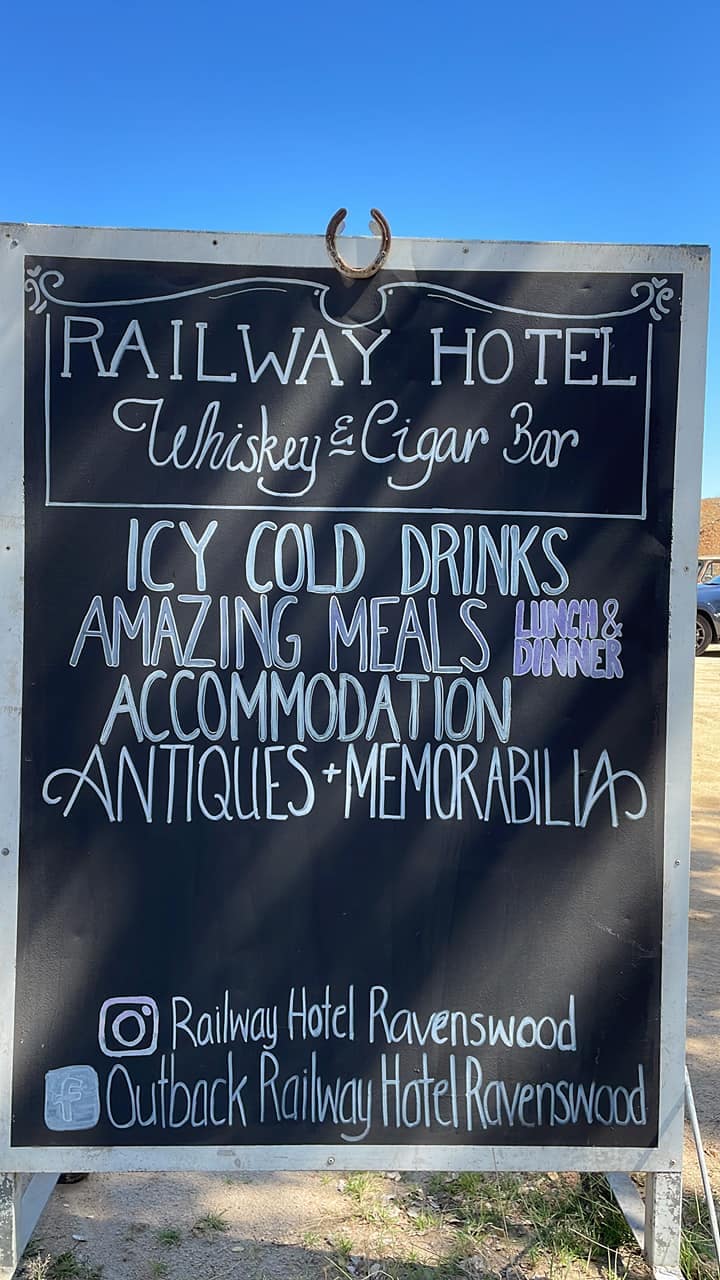 RAILWAY HOTEL
Whiskey & Cigar Bar
ICY COLD DRINKS
AMAZING MEALS LUNCH & DINNER
ACCOMMODATION
ANTIQUES + MEMORABILIA
Railway Hotel Ravenswood
f Outback Railway Hotel Ravenswood